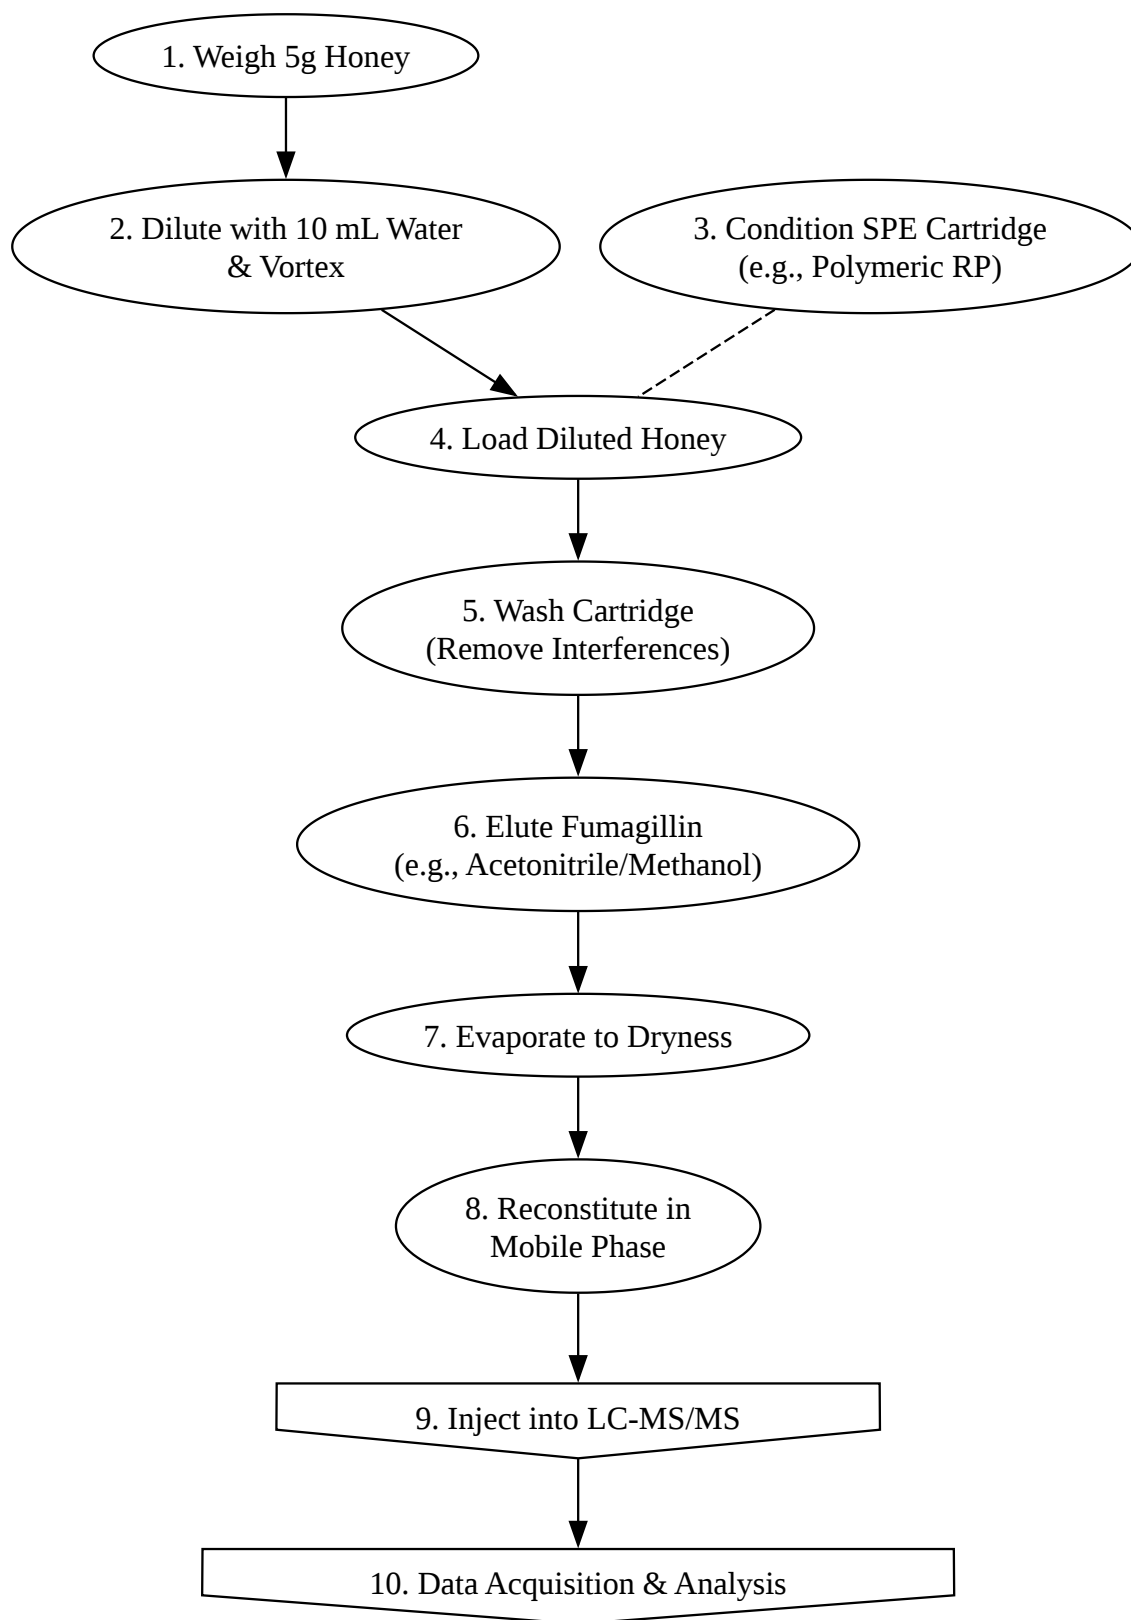 1. Weigh 5g Honey
2. Dilute with 10 mL Water
& Vortex
3. Condition SPE Cartridge
(e.g., Polymeric RP)
4. Load Diluted Honey
5. Wash Cartridge
(Remove Interferences)
6. Elute Fumagillin
(e.g., Acetonitrile/Methanol)
7. Evaporate to Dryness
8. Reconstitute in
Mobile Phase
9. Inject into LC-MS/MS
10. Data Acquisition & Analysis